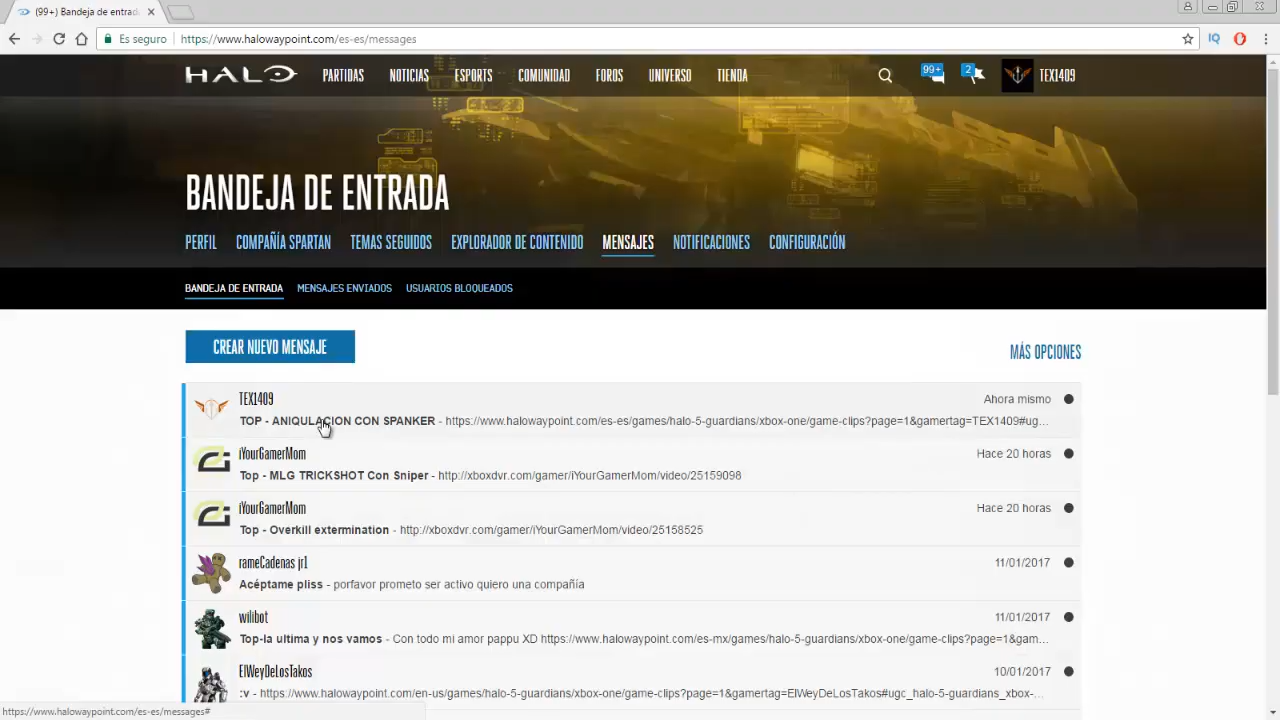 (99+) Bandeja de entrad
Es seguro
https://www.halowaypoint.com/es-es/messages
HALO
PARTIDAS
NOTICIAS
ESPORTS
COMUNIDAD
FOROS
UNIVERSO
TIENDA
99+
2
TEX1409
BANDEJA DE ENTRADA
PERFIL
COMPAÑÍA SPARTAN
TEMAS SEGUIDOS
EXPLORADOR DE CONTENIDO
MENSAJES
NOTIFICACIONES
CONFIGURACIÓN
BANDEJA DE ENTRADA
MENSAJES ENVIADOS
USUARIOS BLOQUEADOS
CREAR NUEVO MENSAJE
MÁS OPCIONES
TEX1409
Ahora mismo
TOP - ANIQULACION CON SPANKER - https://www.halowaypoint.com/es-es/games/halo-5-guardians/xbox-one/game-clips?page=1&gamertag=TEX1409#ug...
iYourGamerMom
Hace 20 horas
Top - MLG TRICKSHOT Con Sniper - http://xboxdvr.com/gamer/iYourGamerMom/video/25159098
iYourGamerMom
Hace 20 horas
Top - Overkill extermination - http://xboxdvr.com/gamer/iYourGamerMom/video/25158525
rameCadenas jr1
11/01/2017
Acéptame pliss - porfavor prometo ser activo quiero una compañía
wilibot
11/01/2017
Top-la ultima y nos vamos - Con todo mi amor pappu XD https://www.halowaypoint.com/es-mx/games/halo-5-guardians/xbox-one/game-clips?page=1&gam...
ElWeyDeLosTakos
10/01/2017
:v - https://www.halowaypoint.com/en-us/games/halo-5-guardians/xbox-one/game-clips?page=1&gamertag=ElWeyDeLosTakos#ugc_halo-5-guardians_xbox-...
https://www.halowaypoint.com/es-es/messages#